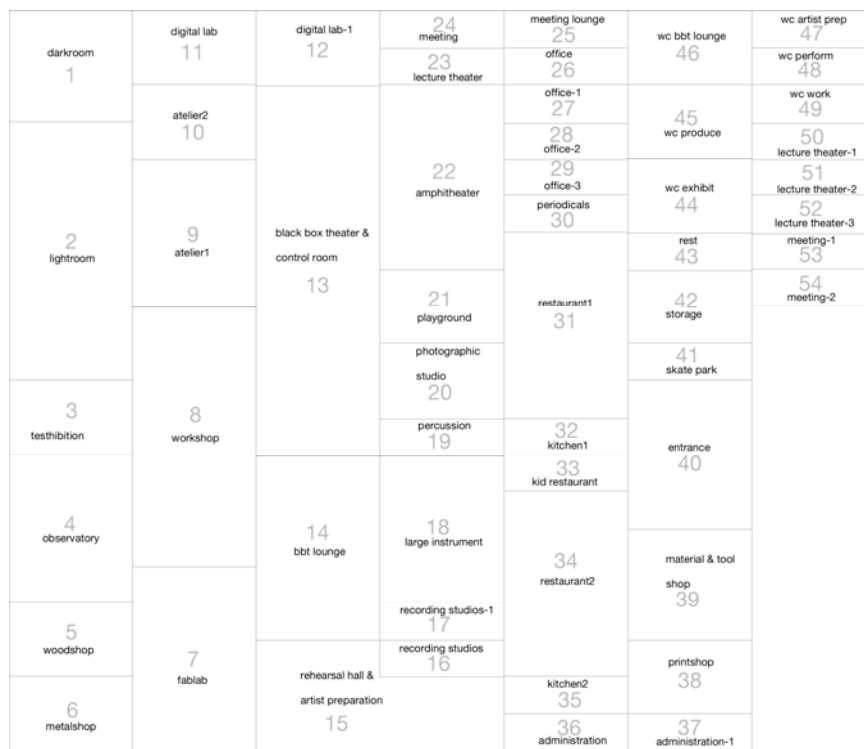 darkroom
1
2
lightroom
3
testhibition
4
observatory
5
woodshop
6
metalshop
digital lab
11
atelier2
10
9
atelier1
8
workshop
7
fablab
digital lab-1
12
black box theater &
control room
13
14
bbt lounge
rehearsal hall &
artist preparation
15
24
meeting
23
lecture theater
22
amphitheater
21
playground
photographic
studio
20
percussion
19
18
large instrument
recording studios-1
17
recording studios
16
meeting lounge
25
office
26
office-1
27
28
office-2
29
office-3
periodicals
30
restaurant1
31
32
kitchen1
33
kid restaurant
34
restaurant2
kitchen2
35
36
administration
wc bbt lounge
46
45
wc produce
wc exhibit
44
rest
43
42
storage
41
skate park
entrance
40
material & tool
shop
39
printshop
38
37
administration-1
wc artist prep
47
wc perform
48
wc work
49
50
lecture theater-1
51
lecture theater-2
52
lecture theater-3
meeting-1
53
54
meeting-2